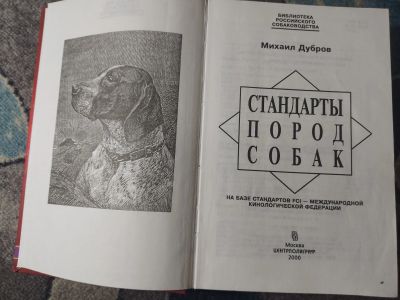 БИБЛИОТЕКА
РОССИЙСКОГО
СОБАКОВОДСТВА
Михаил Дубров
СТАНДАРТЫ
ПОРОД
СОБАК
НА БАЗЕ СТАНДАРТОВ FCI — МЕЖДУНАРОДНОЙ
КИНОЛОГИЧЕСКОЙ ФЕДЕРАЦИИ
Москва
ЦЕНТРПОЛИГРАФ
2000